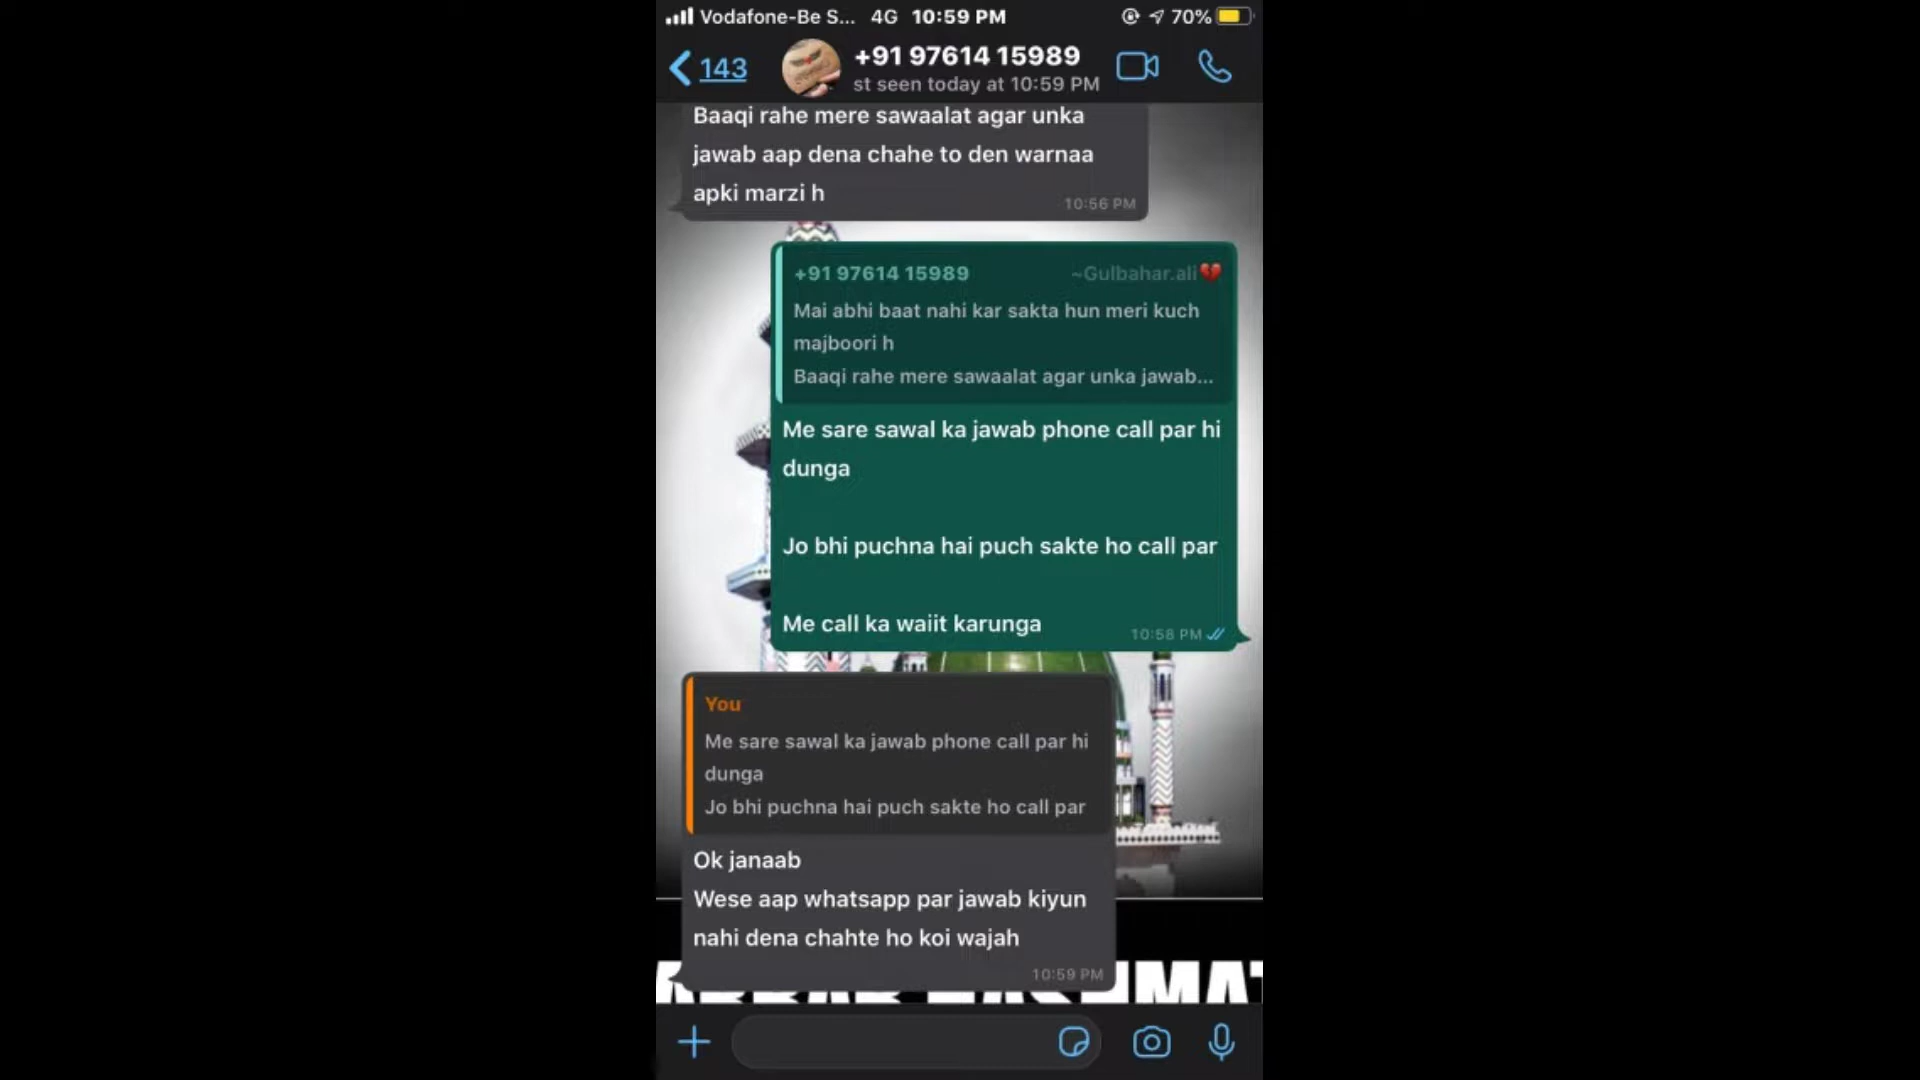 Vodafone-Be S... 4G 10:59 PM 70%
143
+91 97614 15989
st seen today at 10:59 PM
Baaqi rahe mere sawaalat agar unka
jawab aap dena chahe to den warnaa
apki marzi h
10:56 PM
+91 97614 15989 ~Gulbahar.ali💔
Mai abhi baat nahi kar sakta hun meri kuch
majboori h
Baaqi rahe mere sawaalat agar unka jawab...
Me sare sawal ka jawab phone call par hi
dunga
Jo bhi puchna hai puch sakte ho call par
Me call ka waiit karunga
10:58 PM
You
Me sare sawal ka jawab phone call par hi
dunga
Jo bhi puchna hai puch sakte ho call par
Ok janaab
Wese aap whatsapp par jawab kiyun
nahi dena chahte ho koi wajah
10:59 PM